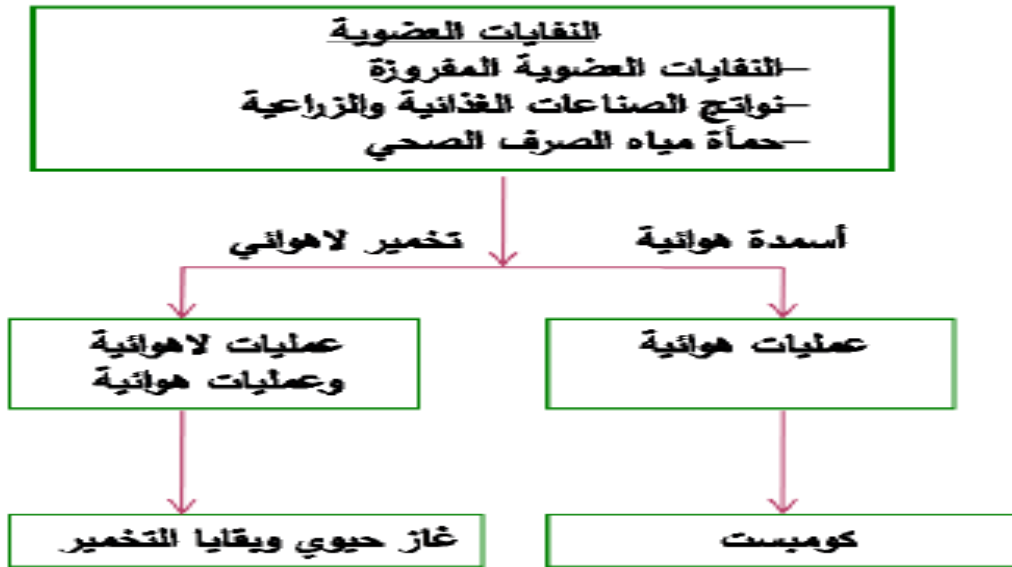 النفايات العضوية
–النفايات العضوية المفروزة
–نواتج الصناعات الغذائية والزراعية
–حمأة مياه الصرف الصحي
أسمدة هوائية
تخمير لاهوائي
عمليات هوائية
عمليات لاهوائية
وعمليات هوائية
كومبست
غاز حيوي وبقايا التخمير